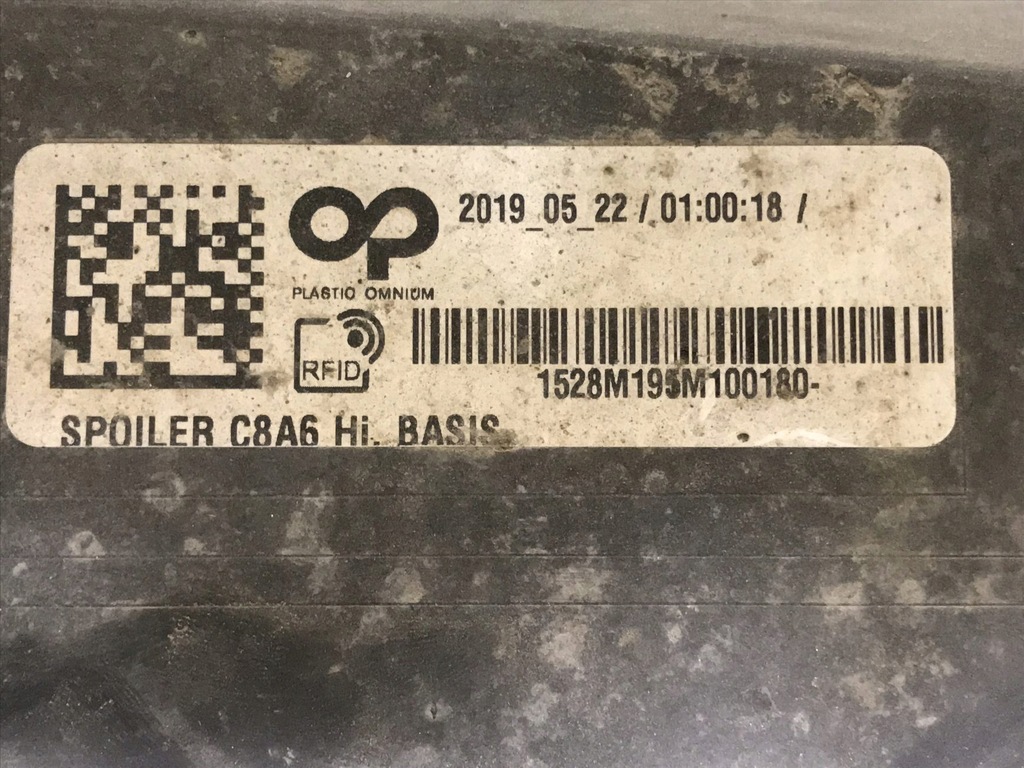 2019_05_22 / 01:00:18 /
PLASTIC OMNIUM
RFID
1528M195M100180-
SPOILER C8A6 Hi. BASIS